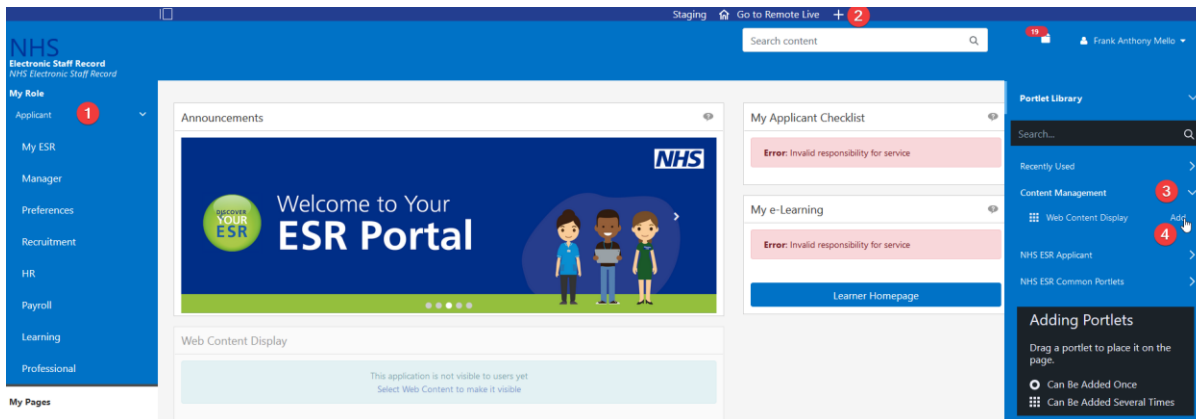 Staging Go to Remote Live + 2
NHS
Electronic Staff Record
NHS Electronic Staff Record
Search content
19
Frank Anthony Mello
My Role
Applicant 1
My ESR
Manager
Preferences
Recruitment
HR
Payroll
Learning
Professional
My Pages
Announcements
NHS
DISCOVER
YOUR
ESR
Welcome to Your
ESR Portal
Web Content Display
This application is not visible to users yet
Select Web Content to make it visible
My Applicant Checklist
Error: Invalid responsibility for service
My e-Learning
Error: Invalid responsibility for service
Learner Homepage
Portlet Library
Search...
Recently Used
Content Management 3
Web Content Display Add
4
NHS ESR Applicant
NHS ESR Common Portlets
Adding Portlets
Drag a portlet to place it on the
page.
Can Be Added Once
Can Be Added Several Times